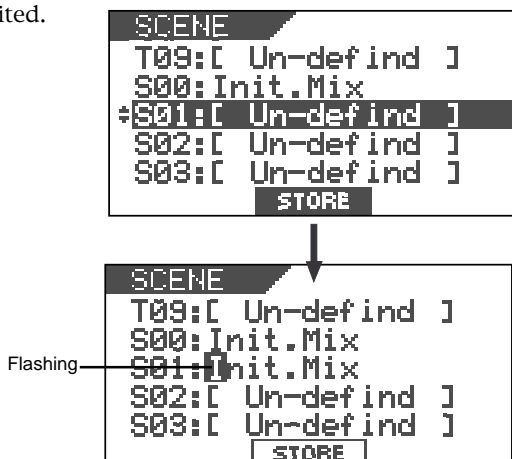 ited.
SCENE
T09:[ Un-defind ]
S00:Init.Mix
S01:[ Un-defind ]
S02:[ Un-defind ]
S03:[ Un-defind ]
STORE
SCENE
T09:[ Un-defind ]
S00:Init.Mix
Flashing
S01:Init.Mix
S02:[ Un-defind ]
S03:[ Un-defind ]
STORE